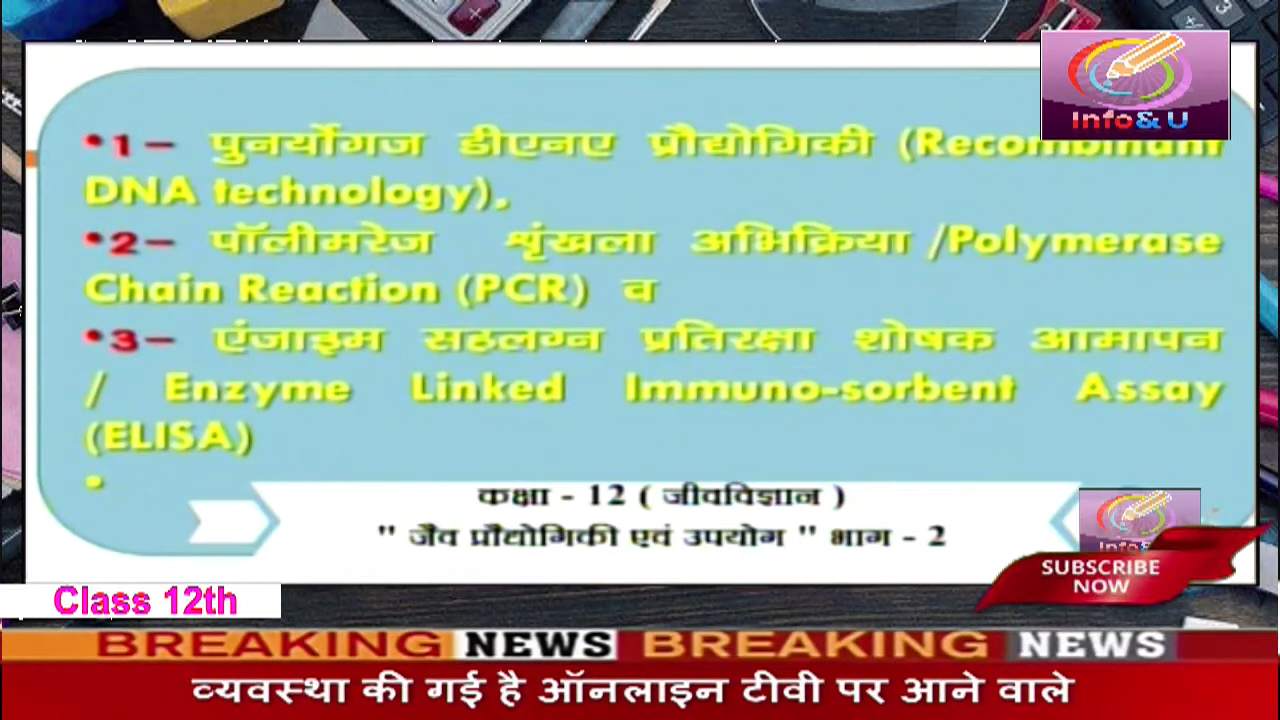 Info& U
•1– पुनर्योगज डीएनए प्रौद्योगिकी (Recombinant
DNA technology),
•2– पॉलीमरेज श्रृंखला अभिक्रिया /Polymerase
Chain Reaction (PCR) व
•3– एंजाइम सहलग्न प्रतिरक्षा शोषक आमापन
/ Enzyme Linked Immuno-sorbent Assay
(ELISA)
•
कक्षा - 12 ( जीवविज्ञान )
" जैव प्रौद्योगिकी एवं उपयोग " भाग - 2
SUBSCRIBE
NOW
Class 12th
BREAKING NEWS BREAKING NEWS
व्यवस्था की गई है ऑनलाइन टीवी पर आने वाले